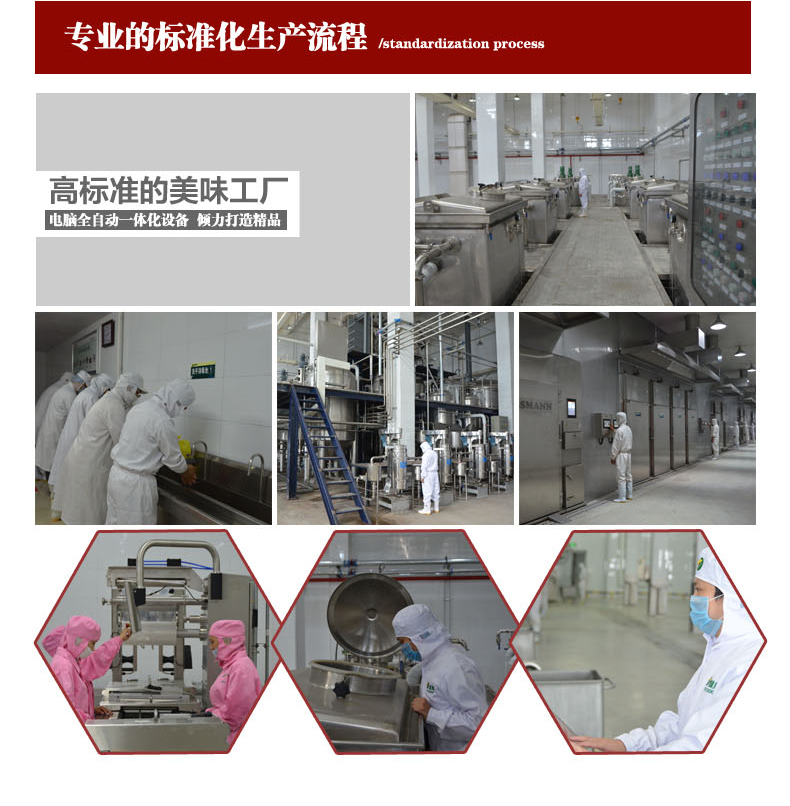 专业的标准化生产流程 /standardization process
高标准的美味工厂
电脑全自动一体化设备 倾力打造精品
SMANN